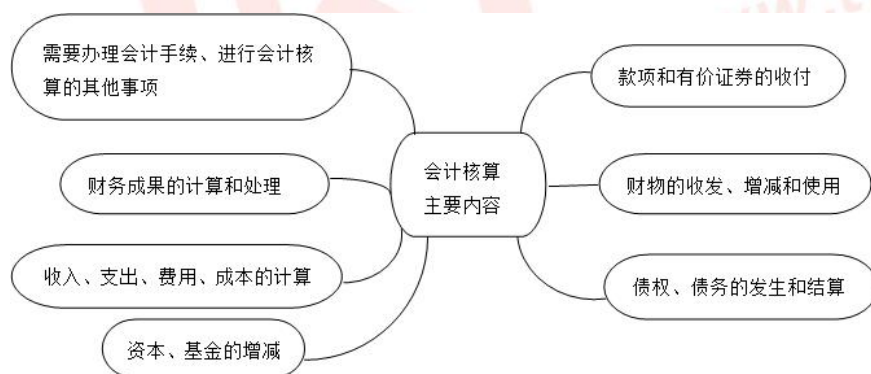 需要办理会计手续、进行会计核
算的其他事项
款项和有价证券的收付
会计核算
主要内容
财务成果的计算和处理
财物的收发、增减和使用
收入、支出、费用、成本的计算
债权、债务的发生和结算
资本、基金的增减